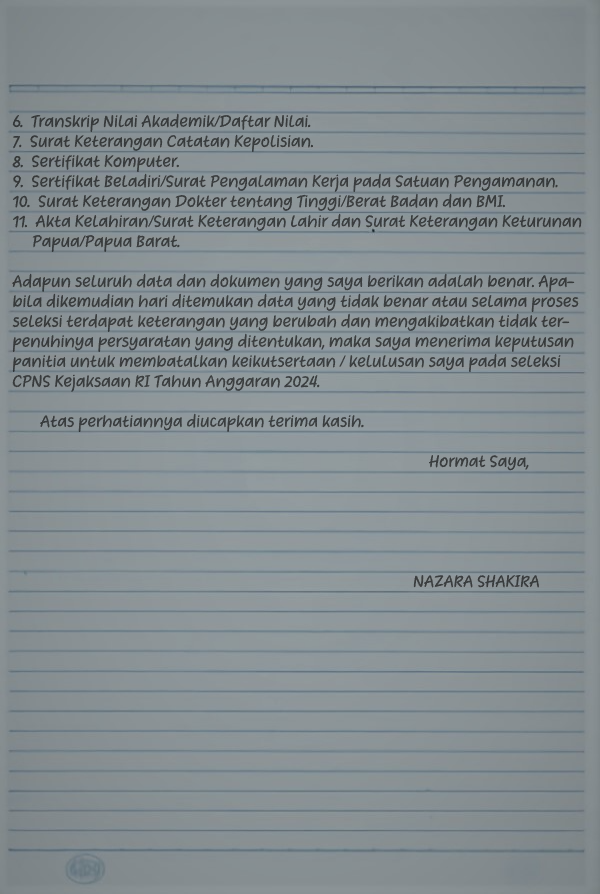 6. Transkrip Nilai Akademik/Daftar Nilai.
7. Surat Keterangan Catatan Kepolisian.
8. Sertifikat Komputer.
9. Sertifikat Beladiri/Surat Pengalaman Kerja pada Satuan Pengamanan.
10. Surat Keterangan Dokter tentang Tinggi/Berat Badan dan BMI.
11. Akta Kelahiran/Surat Keterangan Lahir dan Surat Keterangan Keturunan
Papua/Papua Barat.
Adapun seluruh data dan dokumen yang saya berikan adalah benar. Apa-
bila dikemudian hari ditemukan data yang tidak benar atau selama proses
seleksi terdapat keterangan yang berubah dan mengakibatkan tidak ter-
penuhinya persyaratan yang ditentukan, maka saya menerima keputusan
panitia untuk membatalkan keikutsertaan / kelulusan saya pada seleksi
CPNS Kejaksaan RI Tahun Anggaran 2024.
Atas perhatiannya diucapkan terima kasih.
Hormat Saya,
NAZARA SHAKIRA